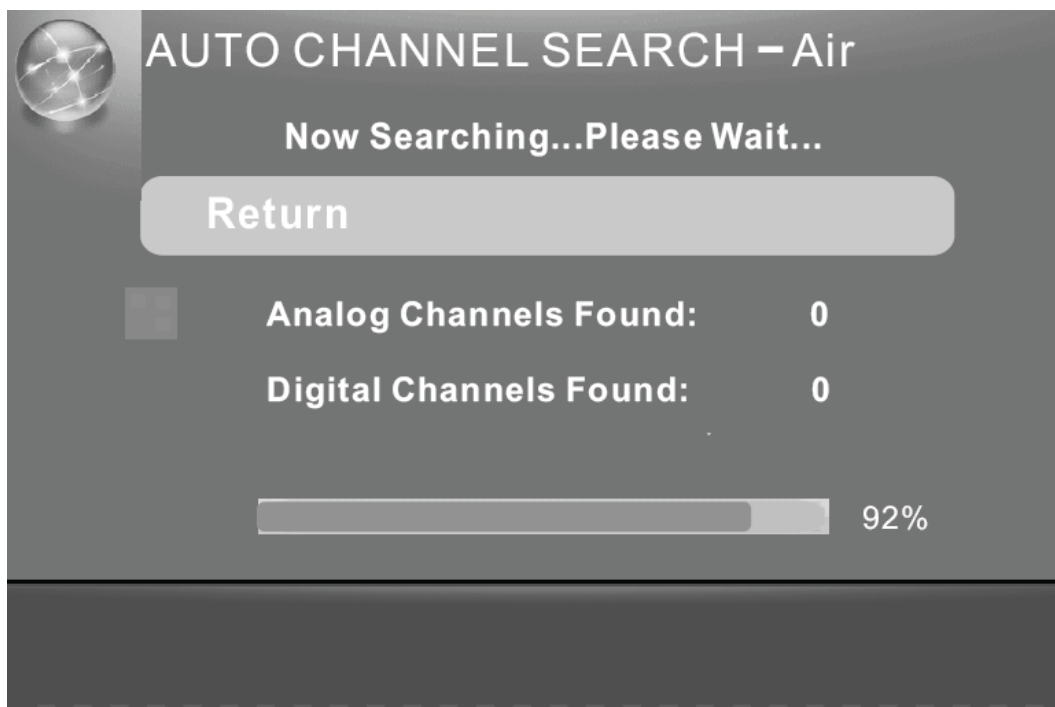 AUTO CHANNEL SEARCH – Air
Now Searching...Please Wait...
Return
Analog Channels Found: 0
Digital Channels Found: 0
92%